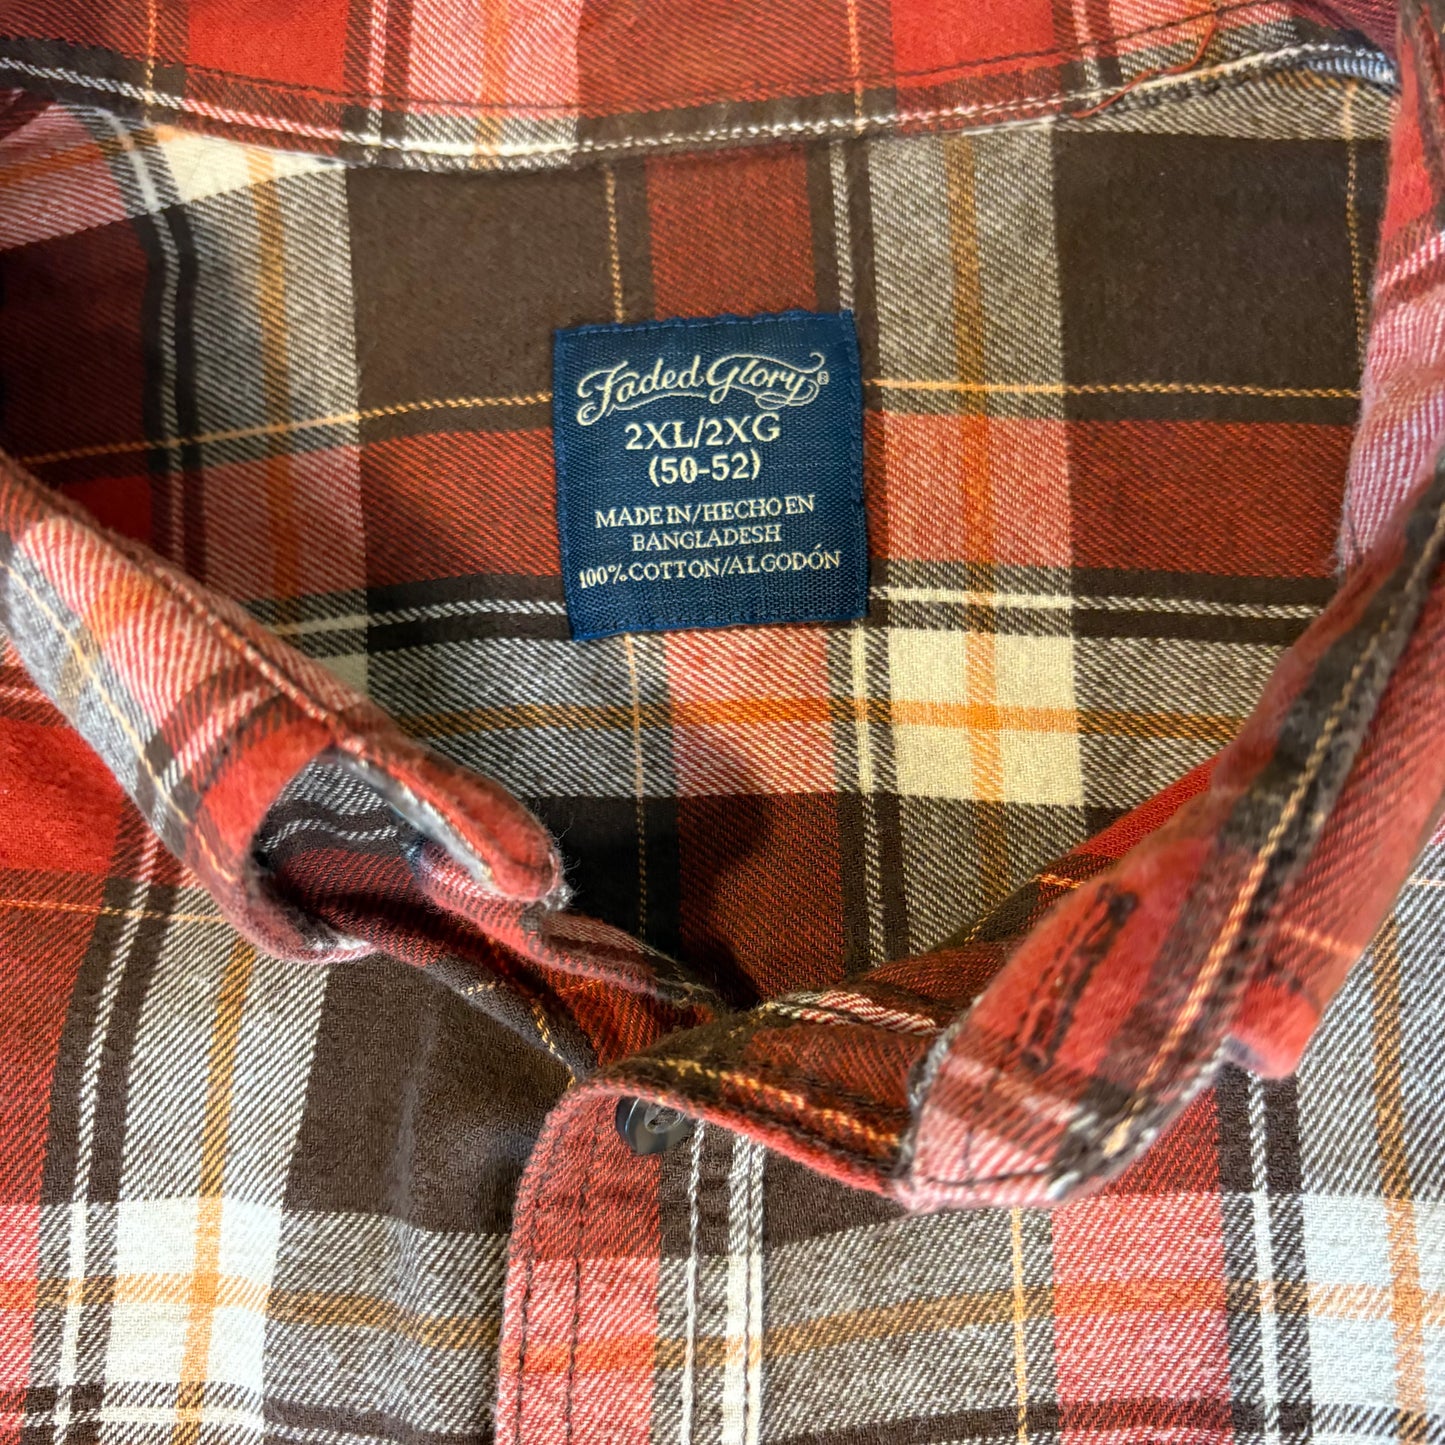 Faded Glory®
2XL/2XG
(50-52)
MADE IN/HECHO EN
BANGLADESH
100% COTTON/ALGODÓN